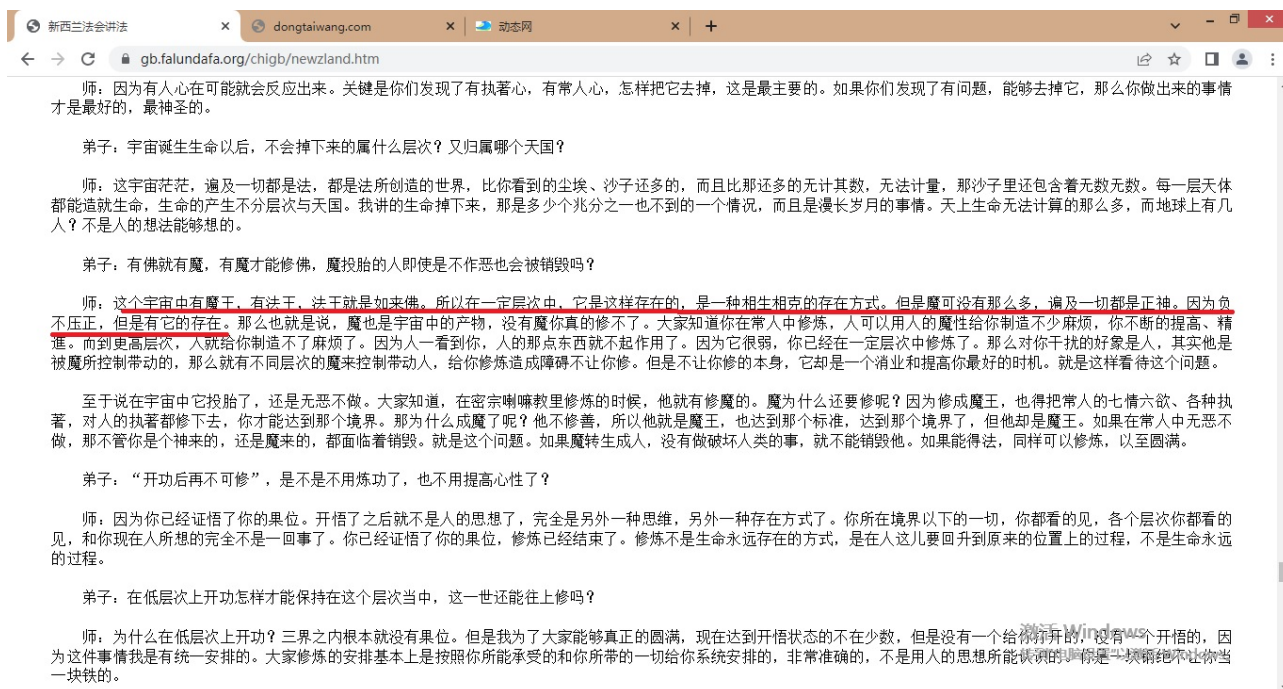 新西兰法会讲法
dongtaiwang.com
动态网
gb.falundafa.org/chigb/newzland.htm
师：因为有人心在可能就会反应出来。关键是你们发现了有执著心，有常人心，怎样把它去掉，这是最主要的。如果你们发现了有问题，能够去掉它，那么你做出来的事情
才是最好的，最神圣的。
弟子：宇宙诞生生命以后，不会掉下来的属什么层次？又归属哪个天国？
师：这宇宙茫茫，遍及一切都是法，都是法所创造的世界，比你看到的尘埃、沙子还多的，而且比那还多的无计其数，无法计量，那沙子里还包含着无数无数。每一层天体
都能造就生命，生命的产生不分层次与天国。我讲的生命掉下来，那是多少个兆分之一也不到的一个情况，而且是漫长岁月的事情。天上生命无法计算的那么多，而地球上有几
人？不是人的想法能够想的。
弟子：有佛就有魔，有魔才能修佛，魔投胎的人即使是不作恶也会被销毁吗？
师：这个宇宙中有魔王，有法王，法王就是如来佛。所以在一定层次中，它是这样存在的，是一种相生相克的存在方式。但是魔可没有那么多，遍及一切都是正神。因为负
不压正，但是有它的存在。那么也就是说，魔也是宇宙中的产物，没有魔你真的修不了。大家知道你在常人中修炼，人可以用人的魔性给你制造不少麻烦，你不断的提高、精
進。而到更高层次，人就给你制造不了麻烦了。因为人一看到你，人的那点东西就不起作用了。因为它很弱，你已经在一定层次中修炼了。那么对你干扰的好象是人，其实他是
被魔所控制带动的，那么就有不同层次的魔来控制带动人，给你修炼造成障碍不让你修。但是不让你修的本身，它却是一个消业和提高你最好的时机。就是这样看待这个问题。
至于说在宇宙中它投胎了，还是无恶不做。大家知道，在密宗喇嘛教里修炼的时候，他就有修魔的。魔为什么还要修呢？因为修成魔王，也得把常人的七情六欲、各种执
著，对人的执著都修下去，你才能达到那个境界。那为什么成魔了呢？他不修善，所以他就是魔王，也达到那个标准，达到那个境界了，但他却是魔王。如果在常人中无恶不
做，那不管你是个神来的，还是魔来的，都面临着销毁。就是这个问题。如果魔转生成人，没有做破坏人类的事，就不能销毁他。如果能得法，同样可以修炼，以至圆满。
弟子：“开功后再不可修”，是不是不用炼功了，也不用提高心性了？
师：因为你已经证悟了你的果位。开悟了之后就不是人的思想了，完全是另外一种思维，另外一种存在方式了。你所在境界以下的一切，你都看的见，各个层次你都看的
见，和你现在人所想的完全不是一回事了。你已经证悟了你的果位，修炼已经结束了。修炼不是生命永远存在的方式，是在人这儿要回升到原来的位置上的过程，不是生命永远
的过程。
弟子：在低层次上开功怎样才能保持在这个层次当中，这一世还能往上修吗？
师：为什么在低层次上开功？三界之内根本就没有果位。但是我为了大家能够真正的圆满，现在达到开悟状态的不在少数，但是没有一个给你打开的，没有一个开悟的，因
为这件事情我是有统一安排的。大家修炼的安排基本上是按照你所能承受的和你所带的一切给你系统安排的，非常准确的，不是用人的思想所能认识的。你是一块钢绝不让你当
一块铁的。
激活 Windows